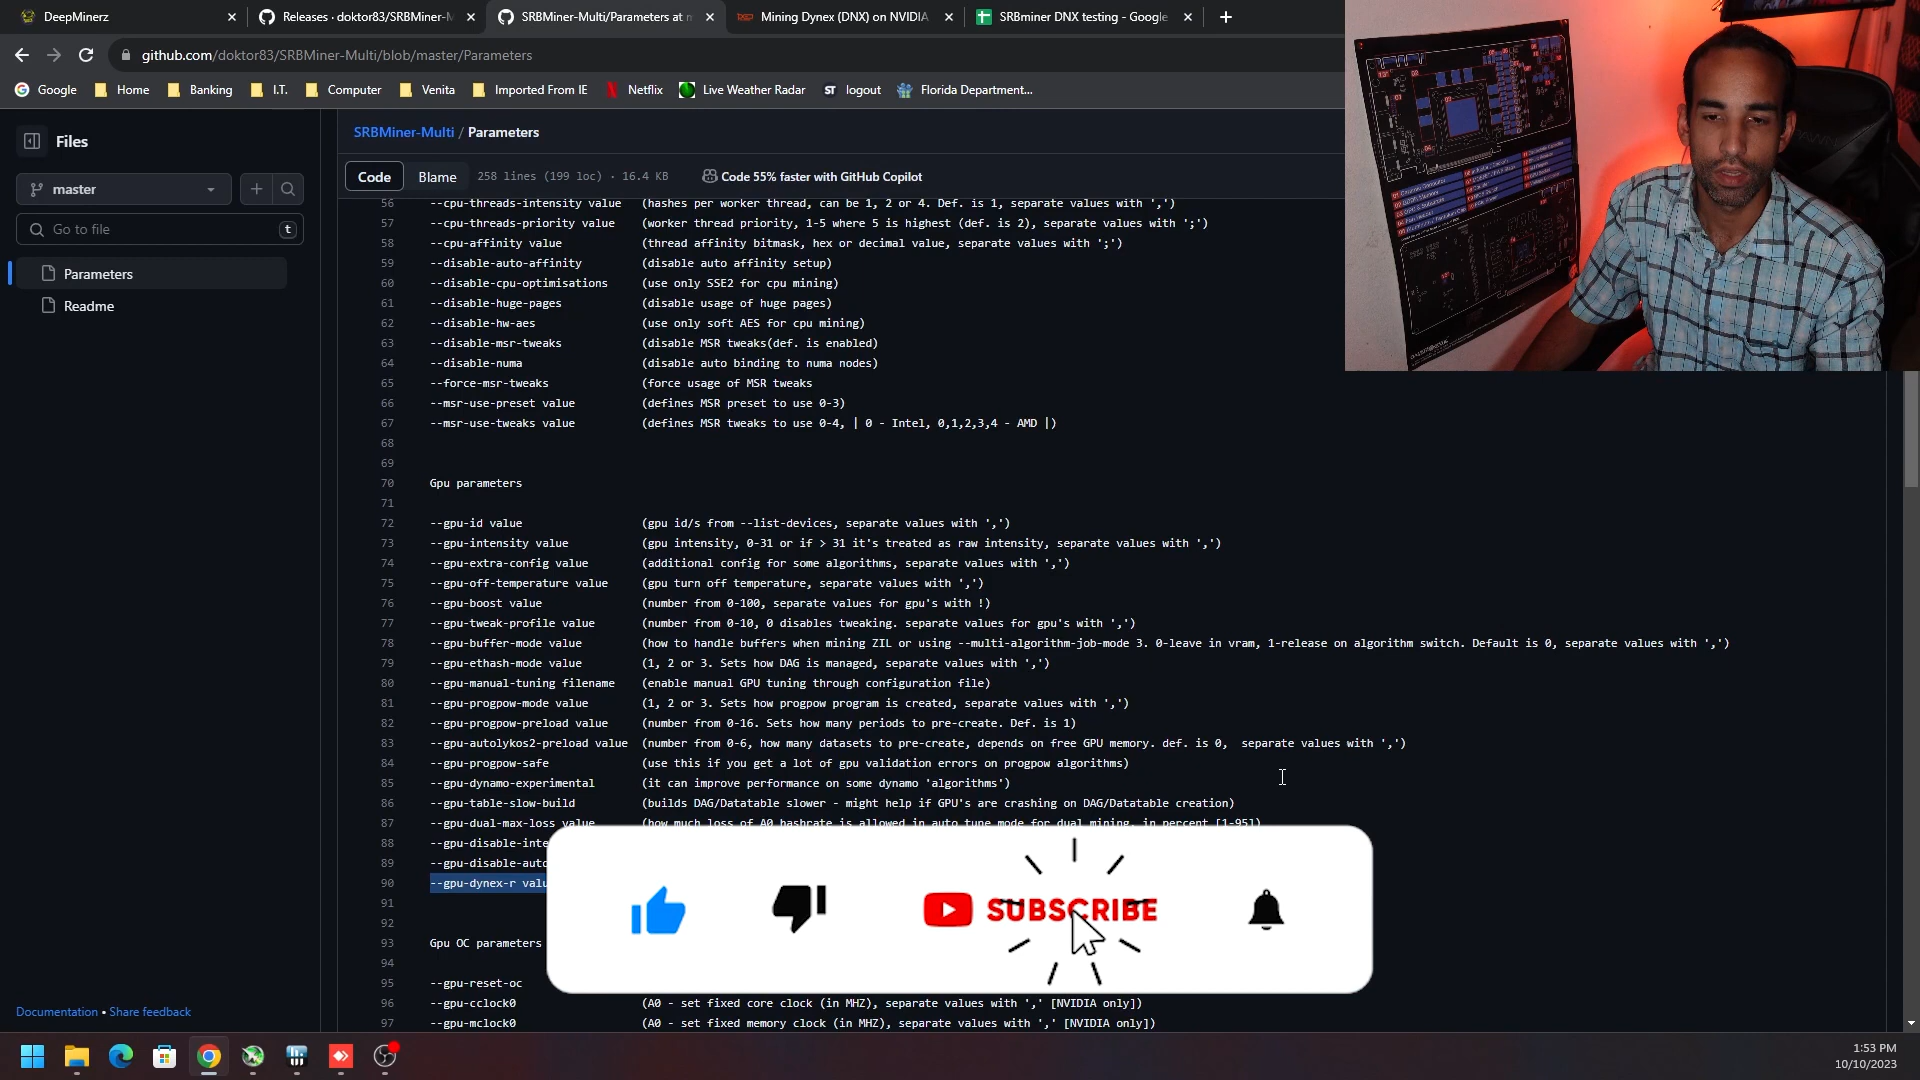 DeepMinerz
Releases · doktor83/SRBMiner-M
SRBMiner-Multi/Parameters at m
Mining Dynex (DNX) on NVIDIA
SRBminer DNX testing - Google
github.com/doktor83/SRBMiner-Multi/blob/master/Parameters
Google
Home
Banking
I.T.
Computer
Venita
Imported From IE
Netflix
Live Weather Radar
ST logout
Florida Department...
Files
master
Go to file
t
Parameters
Readme
SRBMiner-Multi / Parameters
Code
Blame
258 lines (199 loc) · 16.4 KB
Code 55% faster with GitHub Copilot
56 --cpu-threads-intensity value (hashes per worker thread, can be 1, 2 or 4. Def. is 1, separate values with ',')
57 --cpu-threads-priority value (worker thread priority, 1-5 where 5 is highest (def. is 2), separate values with ';')
58 --cpu-affinity value (thread affinity bitmask, hex or decimal value, separate values with ';')
59 --disable-auto-affinity (disable auto affinity setup)
60 --disable-cpu-optimisations (use only SSE2 for cpu mining)
61 --disable-huge-pages (disable usage of huge pages)
62 --disable-hw-aes (use only soft AES for cpu mining)
63 --disable-msr-tweaks (disable MSR tweaks(def. is enabled)
64 --disable-numa (disable auto binding to numa nodes)
65 --force-msr-tweaks (force usage of MSR tweaks
66 --msr-use-preset value (defines MSR preset to use 0-3)
67 --msr-use-tweaks value (defines MSR tweaks to use 0-4, | 0 - Intel, 0,1,2,3,4 - AMD |)
68
69
70 Gpu parameters
71
72 --gpu-id value (gpu id/s from --list-devices, separate values with ',')
73 --gpu-intensity value (gpu intensity, 0-31 or if > 31 it's treated as raw intensity, separate values with ',')
74 --gpu-extra-config value (additional config for some algorithms, separate values with ',')
75 --gpu-off-temperature value (gpu turn off temperature, separate values with ',')
76 --gpu-boost value (number from 0-100, separate values for gpu's with !)
77 --gpu-tweak-profile value (number from 0-10, 0 disables tweaking. separate values for gpu's with ',')
78 --gpu-buffer-mode value (how to handle buffers when mining ZIL or using --multi-algorithm-job-mode 3. 0-leave in vram, 1-release on algorithm switch. Default is 0, separate values with ',')
79 --gpu-ethash-mode value (1, 2 or 3. Sets how DAG is managed, separate values with ',')
80 --gpu-manual-tuning filename (enable manual GPU tuning through configuration file)
81 --gpu-progpow-mode value (1, 2 or 3. Sets how progpow program is created, separate values with ',')
82 --gpu-progpow-preload value (number from 0-16. Sets how many periods to pre-create. Def. is 1)
83 --gpu-autolykos2-preload value (number from 0-6, how many datasets to pre-create, depends on free GPU memory. def. is 0, separate values with ',')
84 --gpu-progpow-safe (use this if you get a lot of gpu validation errors on progpow algorithms)
85 --gpu-dynamo-experimental (it can improve performance on some dynamo 'algorithms')
86 --gpu-table-slow-build (builds DAG/Datatable slower - might help if GPU's are crashing on DAG/Datatable creation)
87 --gpu-dual-max-loss value (how much loss of A0 hashrate is allowed in auto tune mode for dual mining, in percent [1-95])
88 --gpu-disable-inte
89 --gpu-disable-auto
90 --gpu-dynex-r valu
91
92
93 Gpu OC parameters
94
95 --gpu-reset-oc
96 --gpu-cclock0 (A0 - set fixed core clock (in MHZ), separate values with ',' [NVIDIA only])
97 --gpu-mclock0 (A0 - set fixed memory clock (in MHZ), separate values with ',' [NVIDIA only])
SUBSCRIBE
Documentation • Share feedback
1:53 PM
10/10/2023